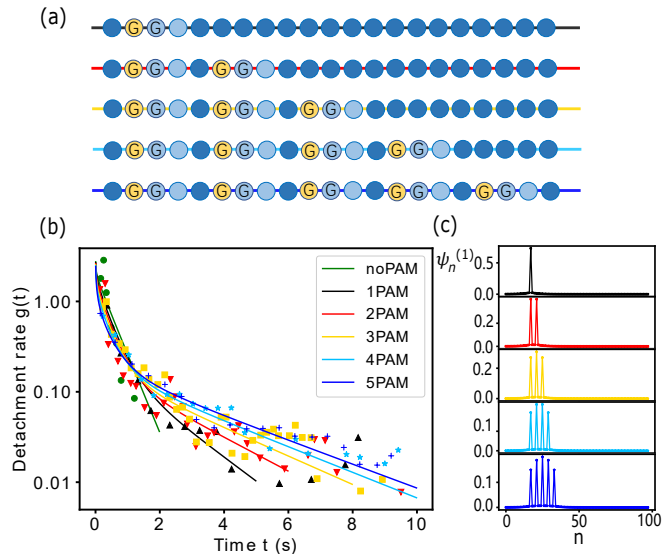 (a)
G G
G G G G
G G G G G G
G G G G G G G G
G G G G G G G G G G
(b)
Detachment rate g(t)
1.00
0.10
0.01
0 2 4 6 8 10
Time t (s)
noPAM
1PAM
2PAM
3PAM
4PAM
5PAM
(c)
ψn(1)
0.5
0.0
0.2
0.0
0.2
0.0
0.2
0.0
0.1
0.0
0 50 100
n